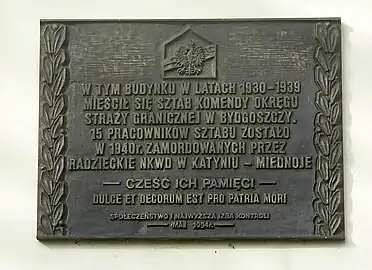 W TYM BUDYNKU W LATACH 1930-1939
MIEŚCIŁ SIĘ SZTAB KOMENDY OKRĘGU
STRAŻY GRANICZNEJ W BYDGOSZCZY.
15 PRACOWNIKÓW SZTABU ZOSTAŁO
W 1940r. ZAMORDOWANYCH PRZEZ
RADZIECKIE NKWD W KATYNIU - MIEDNOJE
— CZEŚĆ ICH PAMIĘCI —
DULCE ET DECORUM EST PRO PATRIA MORI
SPOŁECZEŃSTWO I NAJWYŻSZA IZBA KONTROLI
MAJ 1994r.